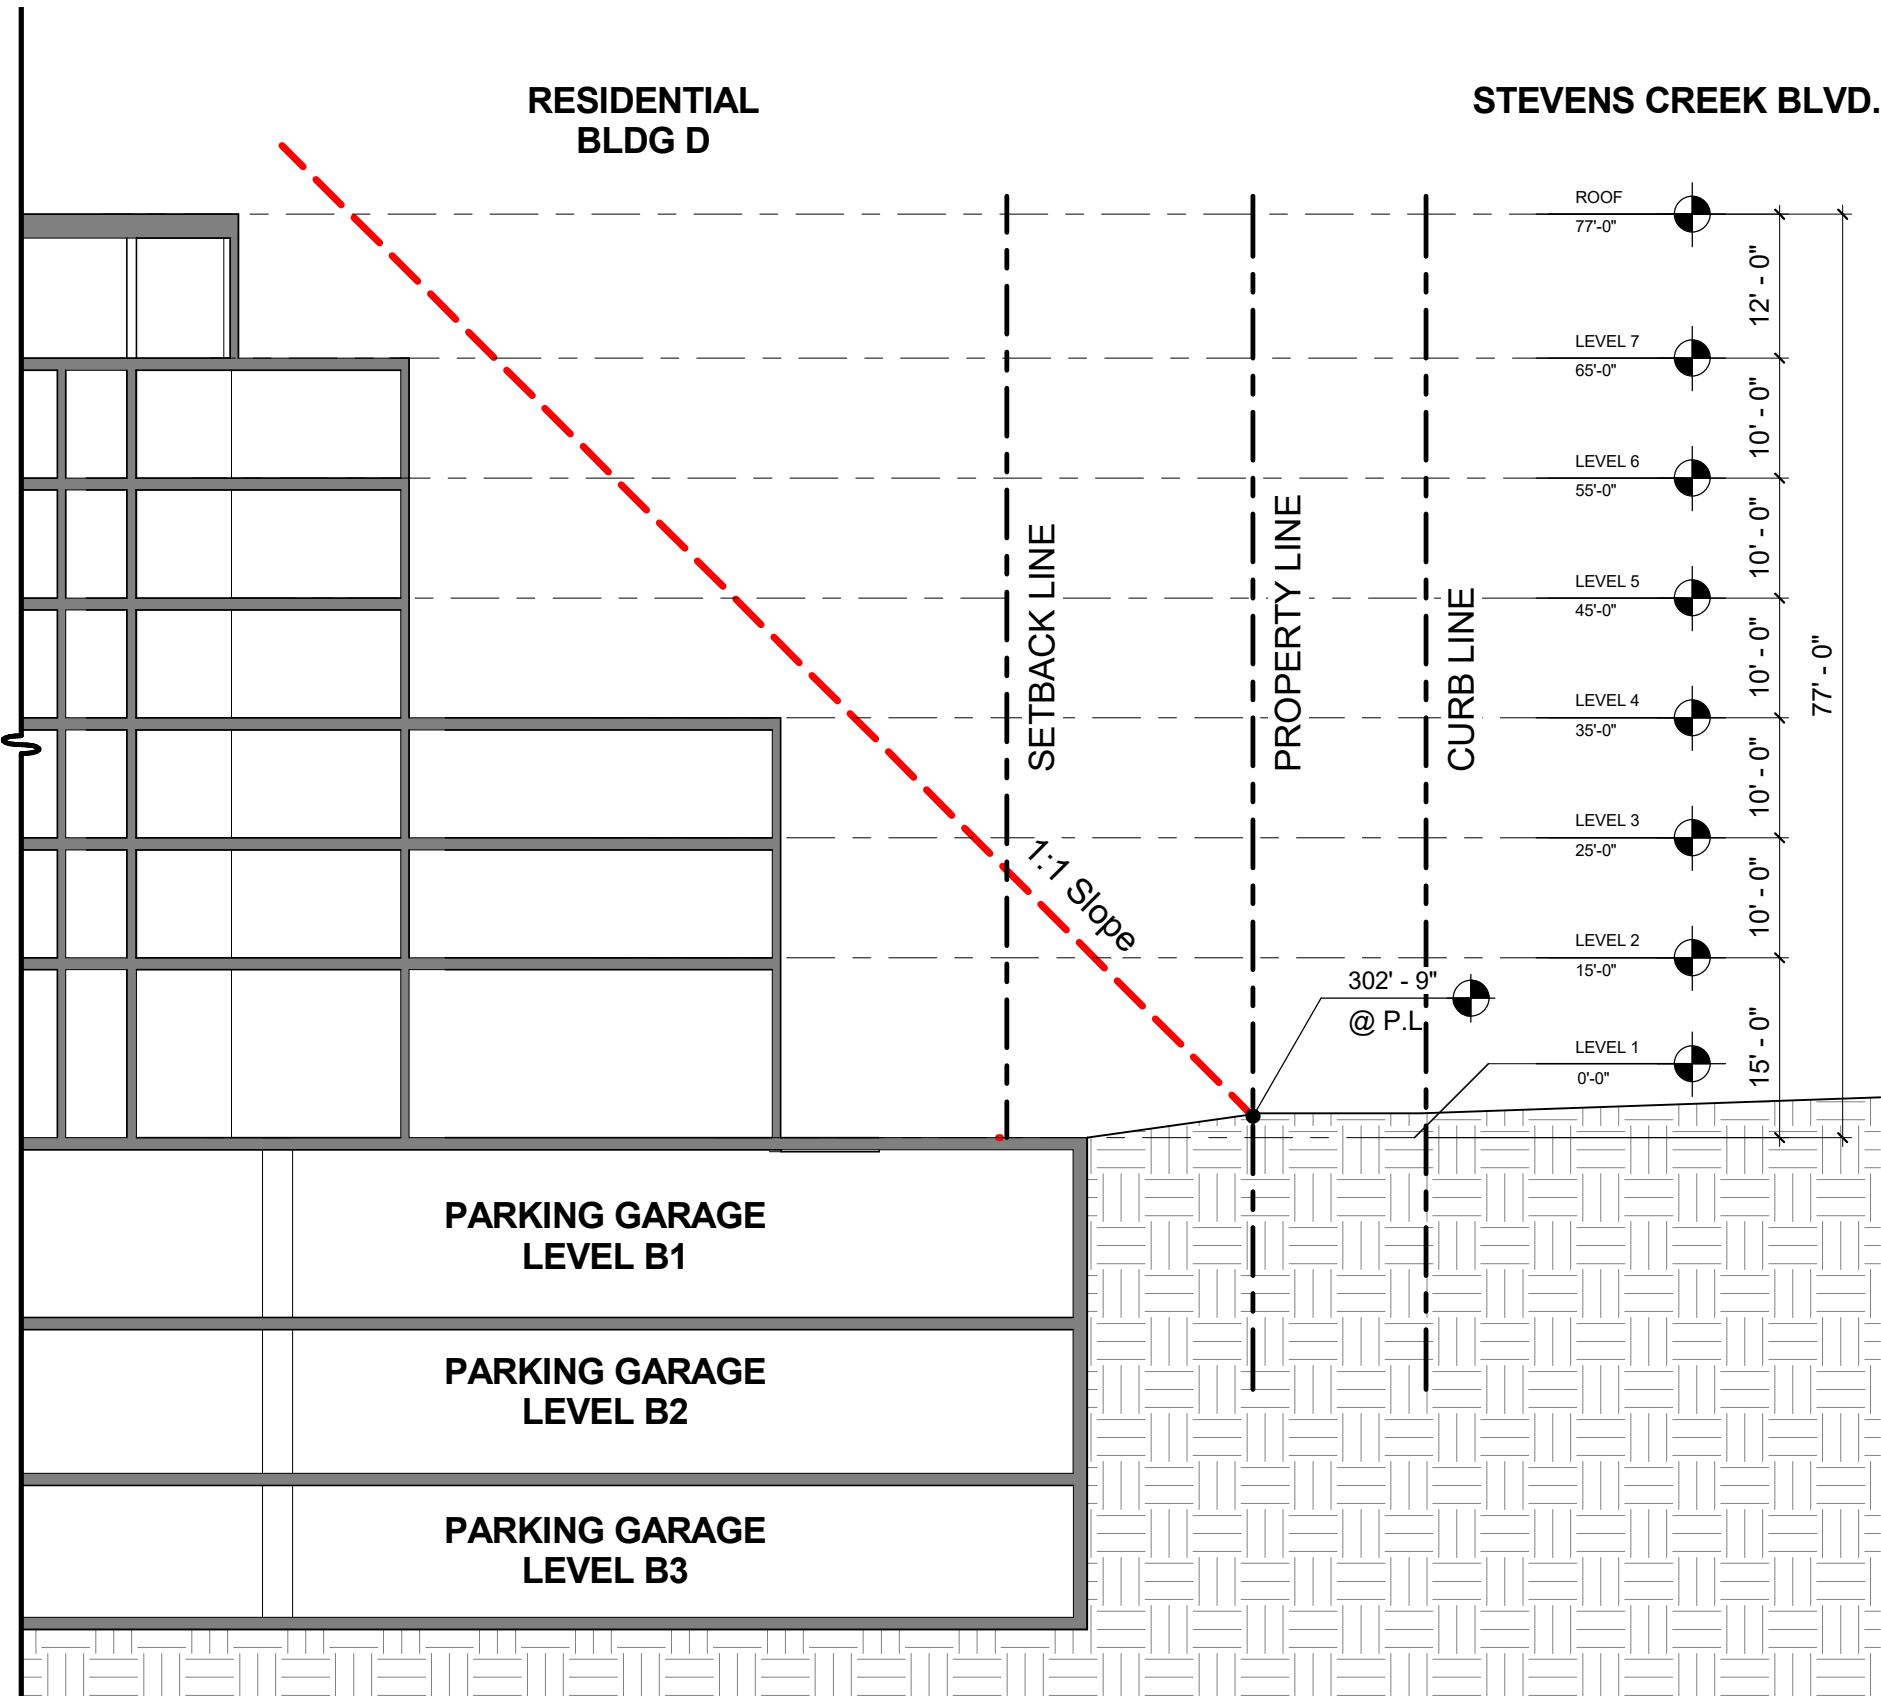 RESIDENTIAL
BLDG D
STEVENS CREEK BLVD.
ROOF
77'-0"
12' - 0"
LEVEL 7
65'-0"
10' - 0"
LEVEL 6
55'-0"
10' - 0"
LEVEL 5
45'-0"
10' - 0"
LEVEL 4
35'-0"
10' - 0"
LEVEL 3
25'-0"
10' - 0"
LEVEL 2
15'-0"
15' - 0"
LEVEL 1
0'-0"
77' - 0"
SETBACK LINE
PROPERTY LINE
CURB LINE
1:1 Slope
302' - 9"
@ P.L
PARKING GARAGE
LEVEL B1
PARKING GARAGE
LEVEL B2
PARKING GARAGE
LEVEL B3